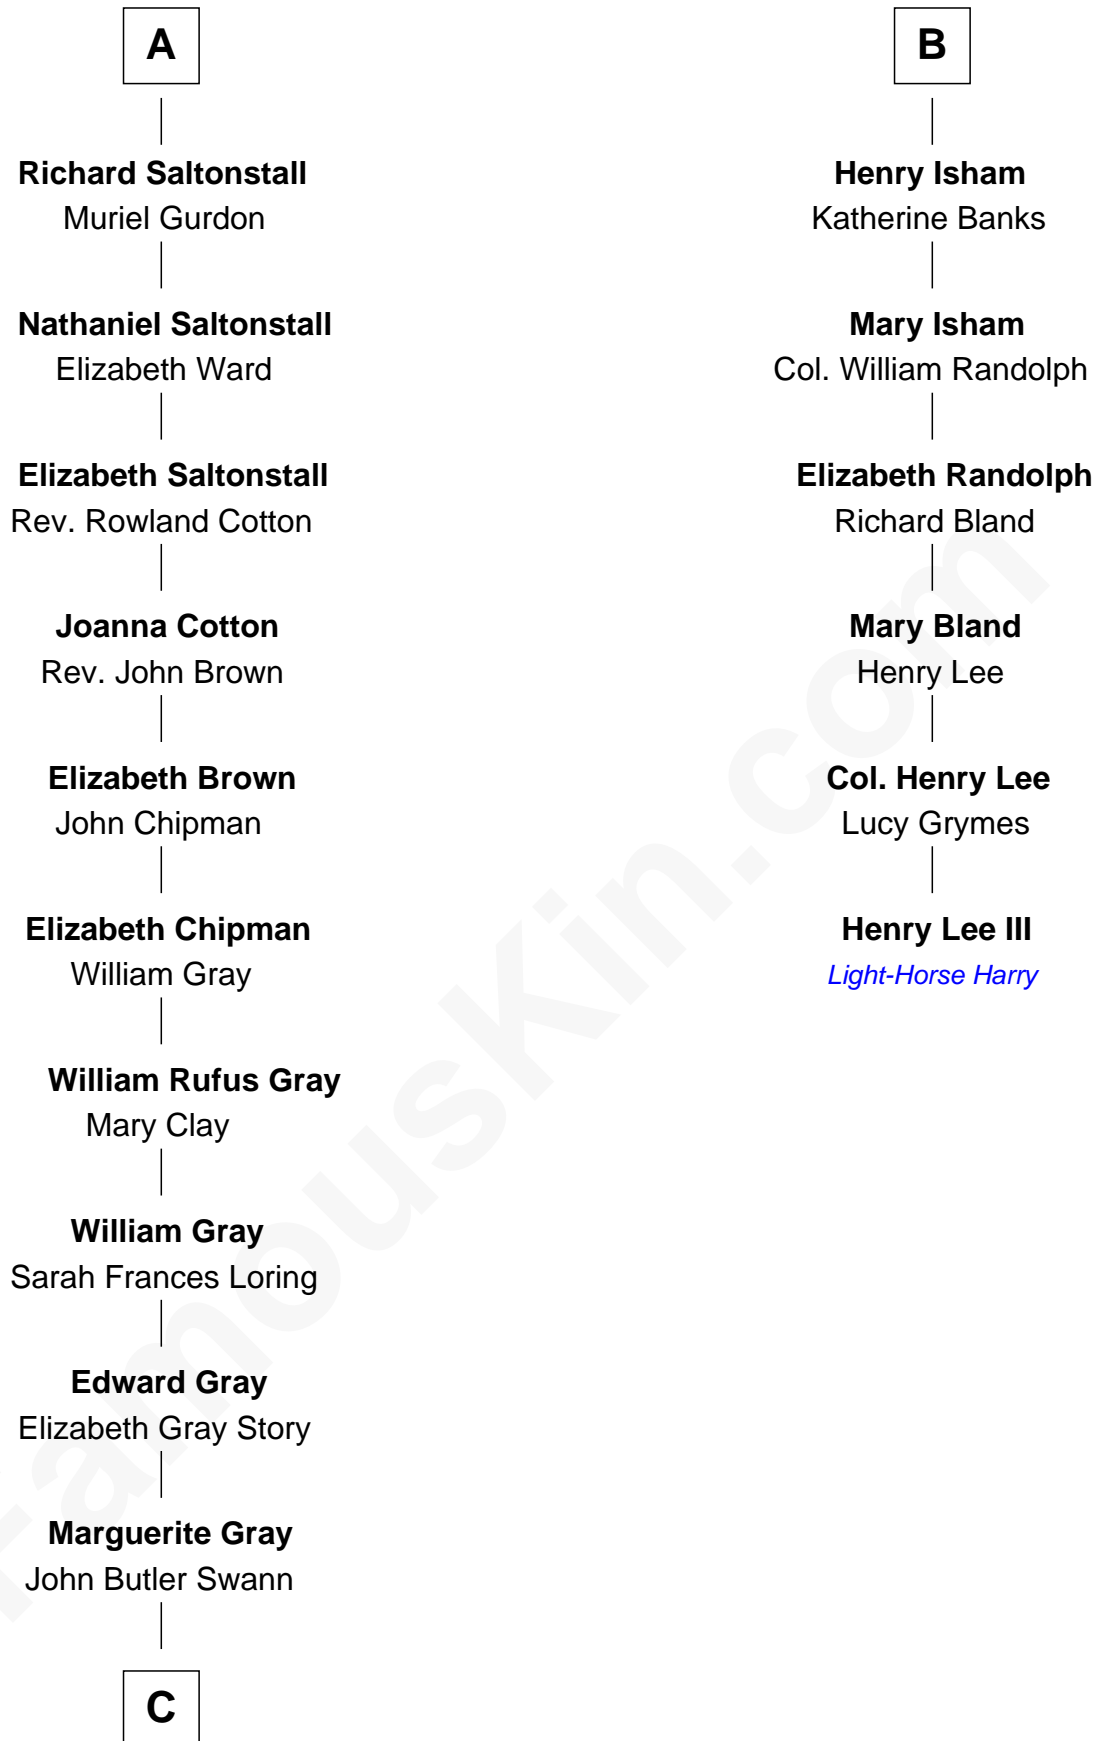 A
Richard Saltonstall
Muriel Gurdon
Nathaniel Saltonstall
Elizabeth Ward
Elizabeth Saltonstall
Rev. Rowland Cotton
Joanna Cotton
Rev. John Brown
Elizabeth Brown
John Chipman
Elizabeth Chipman
William Gray
William Rufus Gray
Mary Clay
William Gray
Sarah Frances Loring
Edward Gray
Elizabeth Gray Story
Marguerite Gray
John Butler Swann
C
B
Henry Isham
Katherine Banks
Mary Isham
Col. William Randolph
Elizabeth Randolph
Richard Bland
Mary Bland
Henry Lee
Col. Henry Lee
Lucy Grymes
Henry Lee III
Light-Horse Harry
FamousKin.com